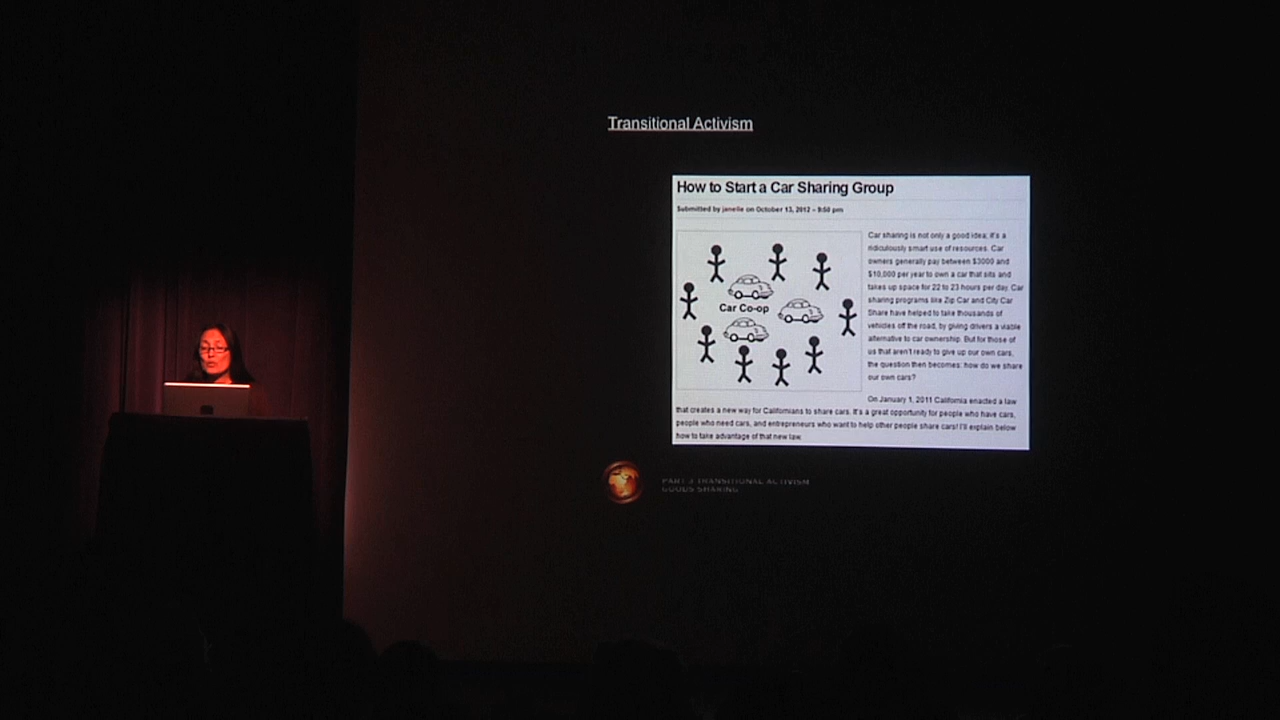 Transitional Activism
How to Start a Car Sharing Group
Submitted by janelle on October 13, 2012 – 9:50 pm
Car Co-op
Car sharing is not only a good idea; it's a
ridiculously smart use of resources. Car
owners generally pay between $3000 and
$10,000 per year to own a car that sits and
takes up space for 22 to 23 hours per day. Car
sharing programs like Zip Car and City Car
Share have helped to take thousands of
vehicles off the road, by giving drivers a viable
alternative to car ownership. But for those of
us that aren't ready to give up our own cars,
the question then becomes: how do we share
our own cars?
On January 1, 2011 California enacted a law
that creates a new way for Californians to share cars. It's a great opportunity for people who have cars,
people who need cars, and entrepreneurs who want to help other people share cars! I'll explain below
how to take advantage of that new law.
PART 3 TRANSITIONAL ACTIVISM
GOODS SHARING